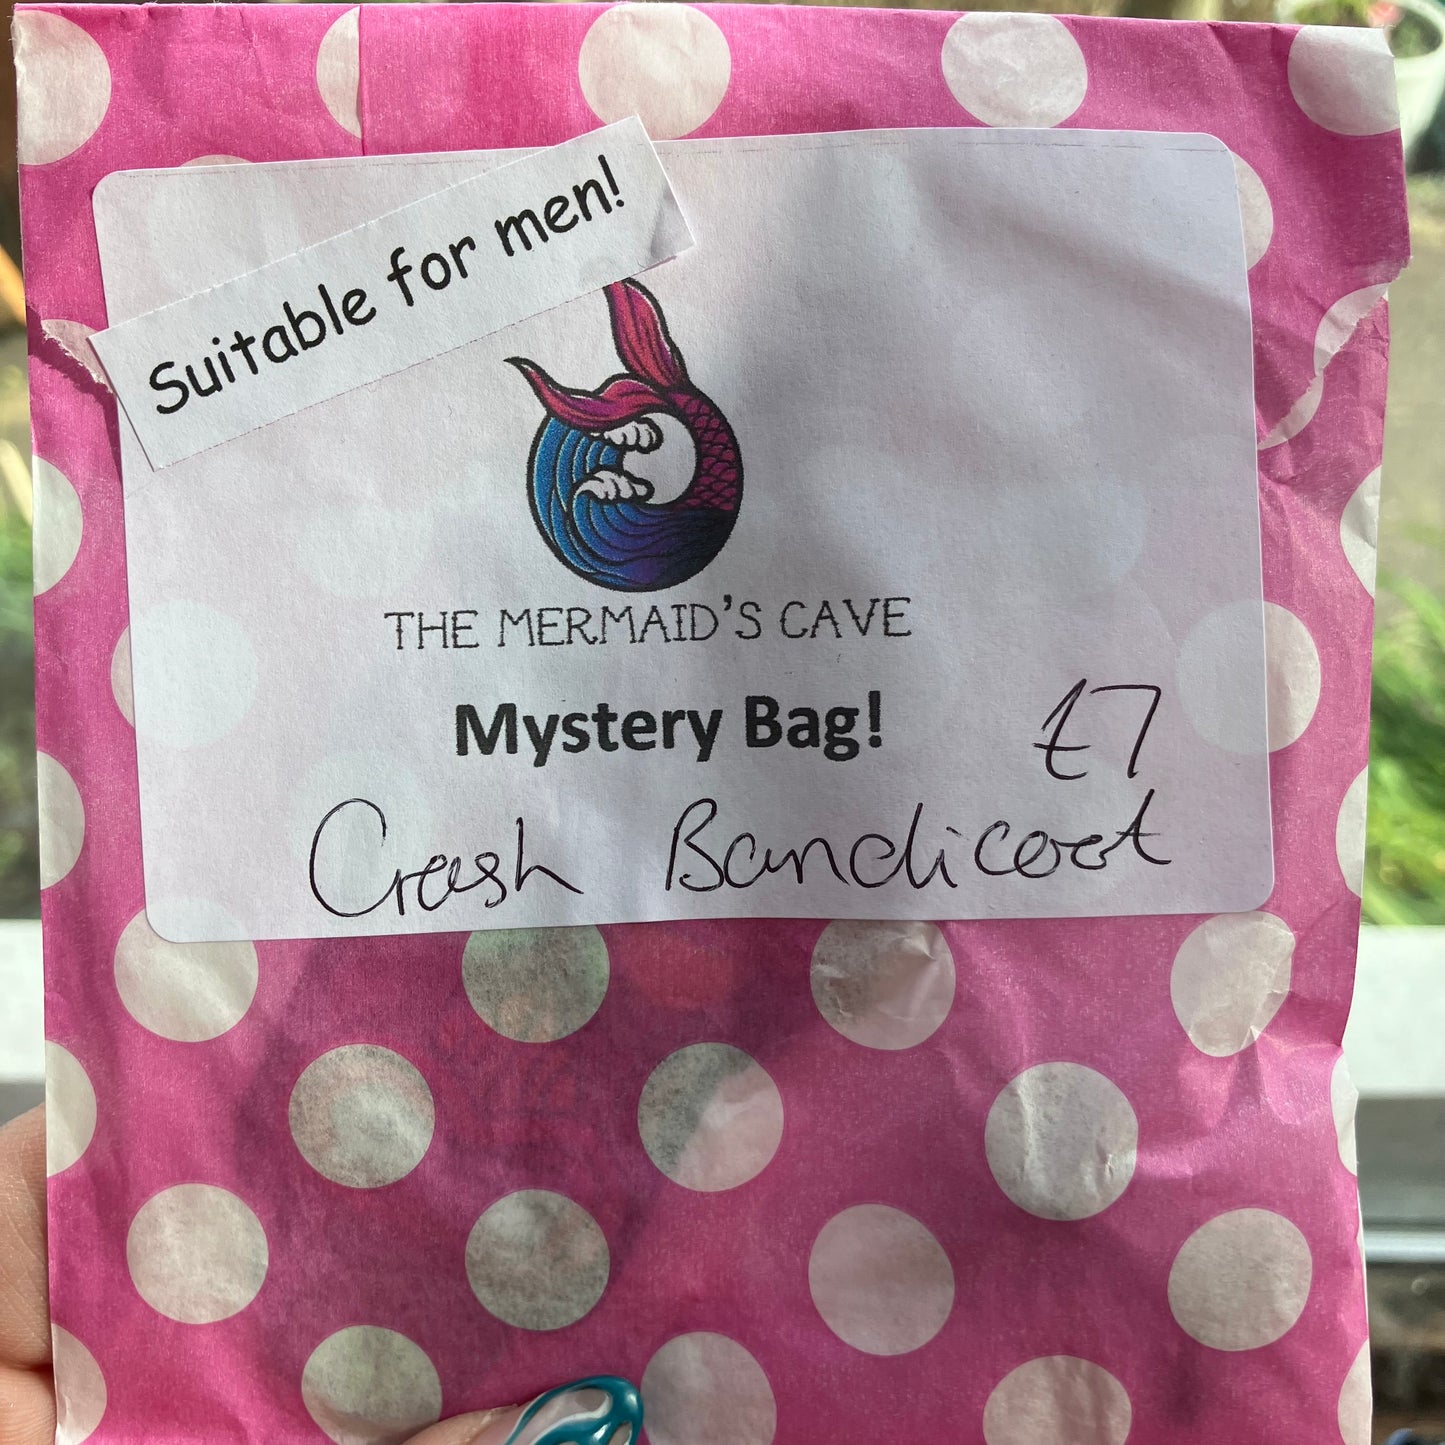 Suitable for men!
THE MERMAID'S CAVE
Mystery Bag!
£7
Crash Bandicoot